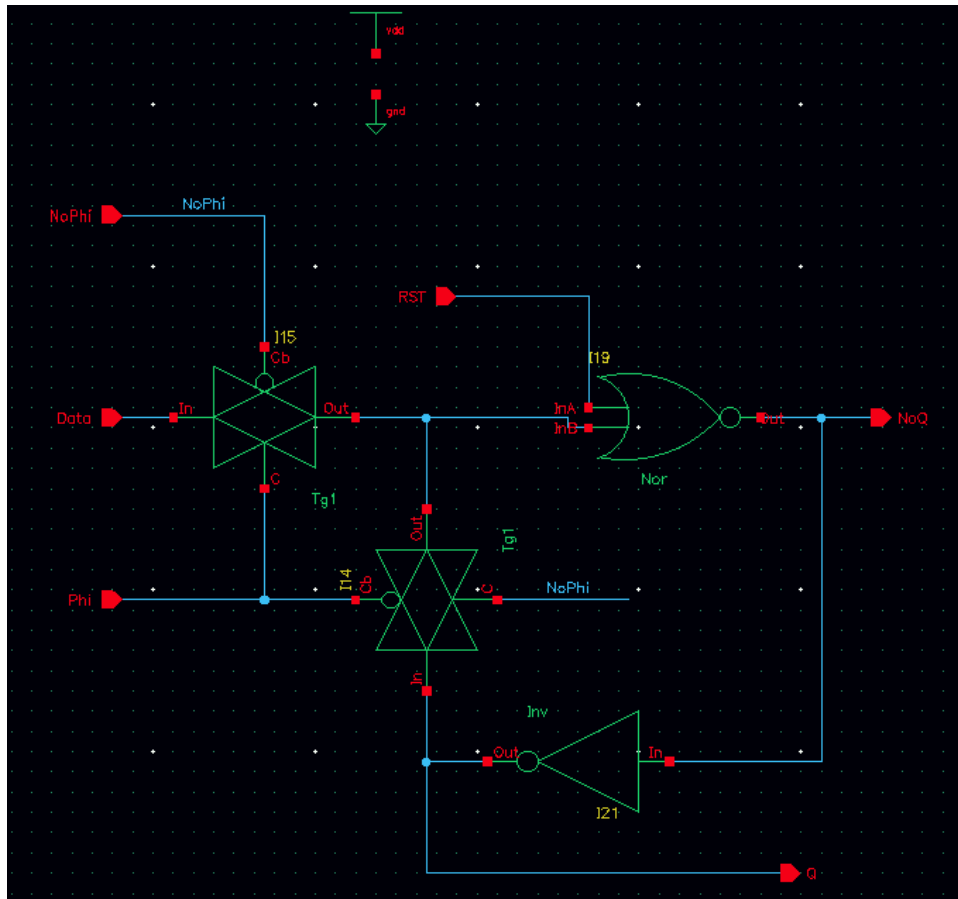 vdd
gnd
NoPhi
NoPhi
RST
I15
Cb
I19
Data
In
Out
InA
InB
Out
NoQ
C
Tg1
Nor
Out
Tg1
I14
Cb
C
NoPhi
Phi
In
Inv
Out
In
I21
Q